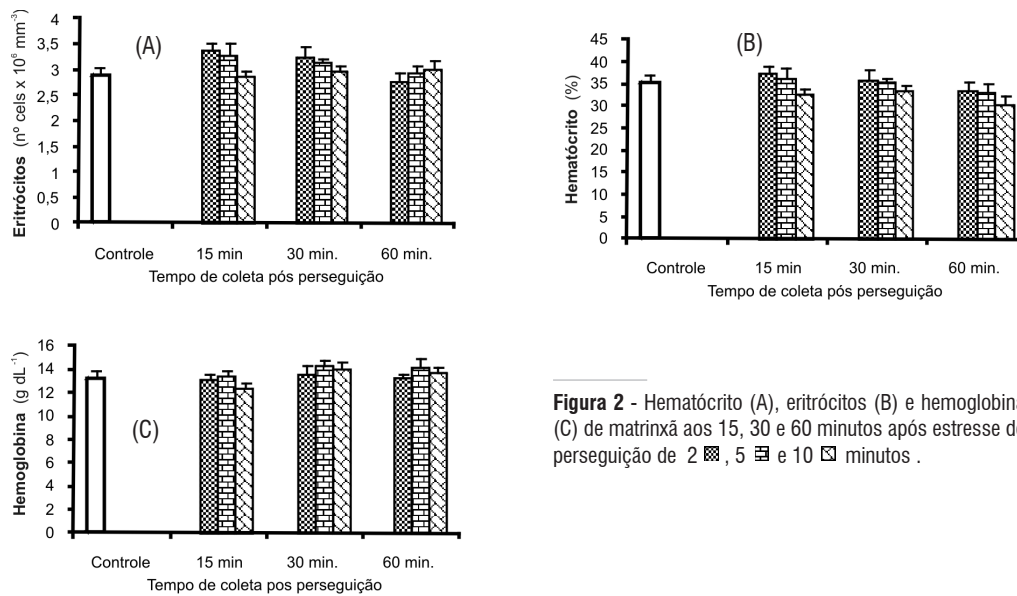 4
3,5
3
2,5
2
1,5
1
0,5
0
Eritrócitos (nº cels x 10⁶ mm⁻³)
(A)
Controle 15 min 30 min. 60 min.
Tempo de coleta pós perseguição
45
40
35
30
25
20
15
10
5
0
Hematócrito (%)
(B)
Controle 15 min 30 min. 60 min.
Tempo de coleta pós perseguição
16
14
12
10
8
6
4
2
0
Hemoglobina (g dL⁻¹)
(C)
Controle 15 min 30 min. 60 min.
Tempo de coleta pos perseguição
Figura 2 - Hematócrito (A), eritrócitos (B) e hemoglobina
(C) de matrinxã aos 15, 30 e 60 minutos após estresse de
perseguição de 2 , 5 e 10 minutos .